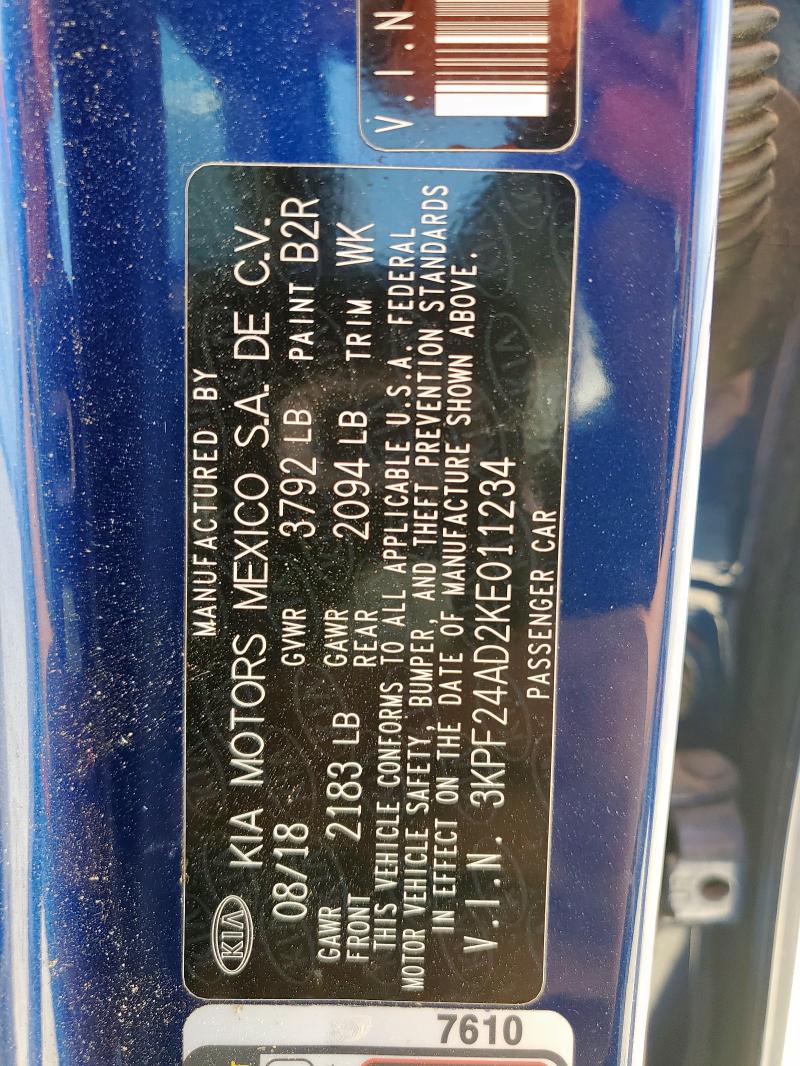 V.I.N
KIA
MANUFACTURED BY
KIA MOTORS MEXICO S.A. DE C.V.
08/18 GVWR 3792 LB PAINT B2R
GAWR FRONT 2183 LB GAWR REAR 2094 LB TRIM WK
THIS VEHICLE CONFORMS TO ALL APPLICABLE U.S.A. FEDERAL
MOTOR VEHICLE SAFETY, BUMPER, AND THEFT PREVENTION STANDARDS
IN EFFECT ON THE DATE OF MANUFACTURE SHOWN ABOVE.
V.I.N. 3KPF24AD2KE011234
PASSENGER CAR
7610